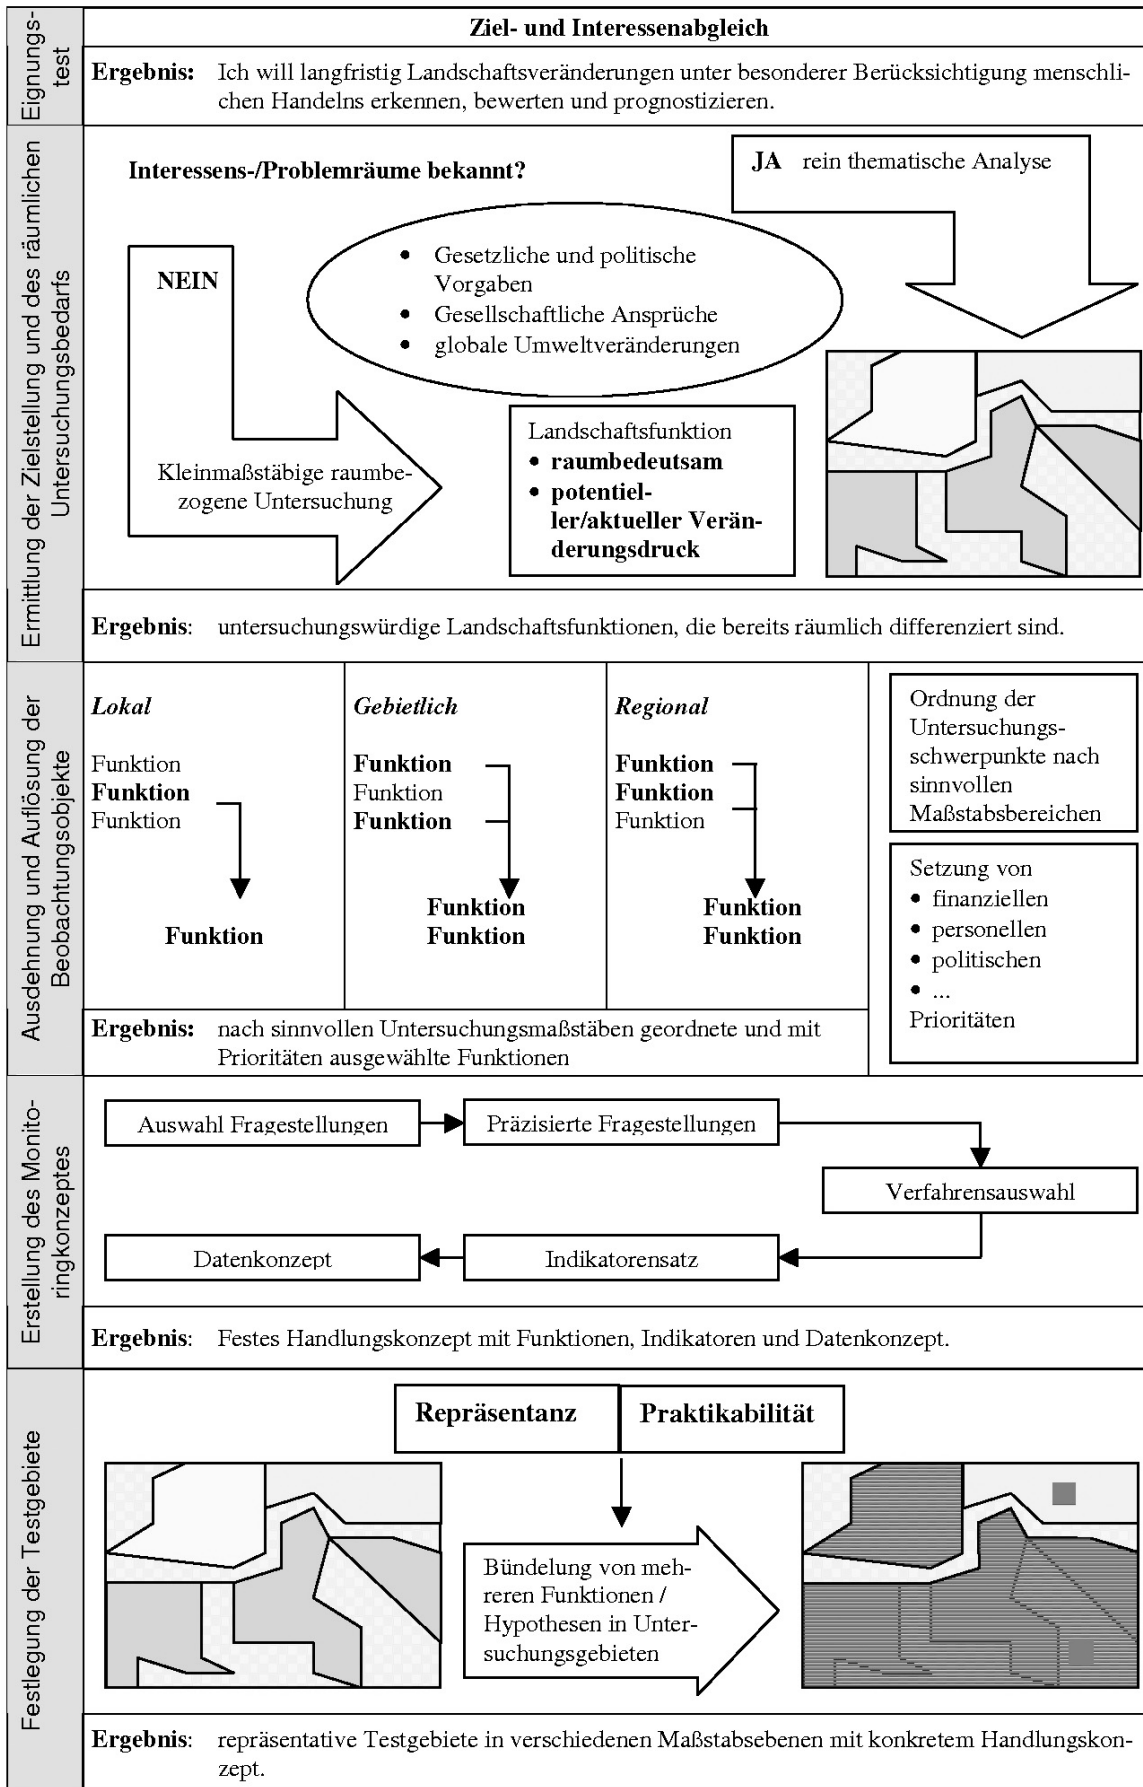 Eignungs-
test
Ziel- und Interessenabgleich
Ergebnis: Ich will langfristig Landschaftsveränderungen unter besonderer Berücksichtigung menschli-
chen Handelns erkennen, bewerten und prognostizieren.
Ermittlung der Zielstellung und des räumlichen
Untersuchungsbedarfs
Interessens-/Problemräume bekannt?
JA rein thematische Analyse
NEIN
• Gesetzliche und politische
Vorgaben
• Gesellschaftliche Ansprüche
• globale Umweltveränderungen
Kleinmaßstäbige raumbe-
zogene Untersuchung
Landschaftsfunktion
• raumbedeutsam
• potentiel-
ler/aktueller Verän-
derungsdruck
Ergebnis: untersuchungswürdige Landschaftsfunktionen, die bereits räumlich differenziert sind.
Ausdehnung und Auflösung der
Beobachtungsobjekte
Lokal
Funktion
Funktion
Funktion
Funktion
Gebietlich
Funktion
Funktion
Funktion
Funktion
Funktion
Regional
Funktion
Funktion
Funktion
Funktion
Funktion
Ordnung der
Untersuchungs-
schwerpunkte nach
sinnvollen
Maßstabsbereichen
Setzung von
• finanziellen
• personellen
• politischen
• ...
Prioritäten
Ergebnis: nach sinnvollen Untersuchungsmaßstäben geordnete und mit
Prioritäten ausgewählte Funktionen
Erstellung des Monito-
ringkonzeptes
Auswahl Fragestellungen
Präzisierte Fragestellungen
Verfahrensauswahl
Indikatorensatz
Datenkonzept
Ergebnis: Festes Handlungskonzept mit Funktionen, Indikatoren und Datenkonzept.
Festlegung der Testgebiete
Repräsentanz
Praktikabilität
Bündelung von meh-
reren Funktionen /
Hypothesen in Unter-
suchungsgebieten
Ergebnis: repräsentative Testgebiete in verschiedenen Maßstabsebenen mit konkretem Handlungskon-
zept.